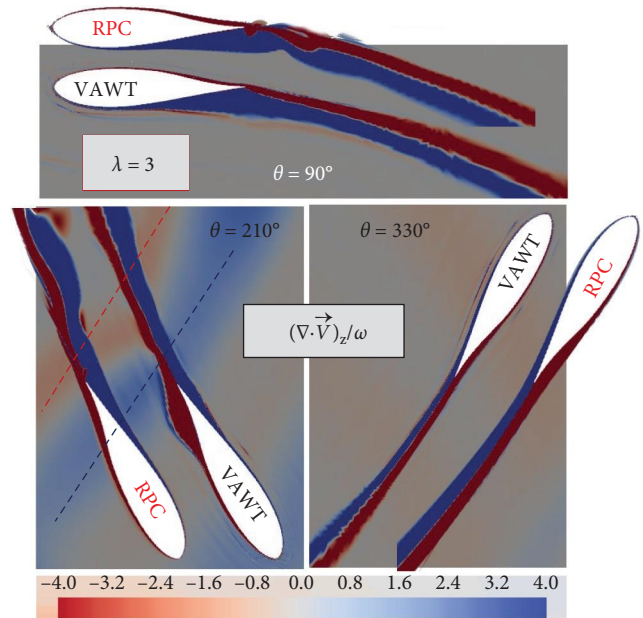 RPC
VAWT
λ = 3
θ = 90°
θ = 210°
θ = 330°
VAWT
RPC
(∇·V⃗)z/ω
RPC
VAWT
−4.0 −3.2 −2.4 −1.6 −0.8 0.0 0.8 1.6 2.4 3.2 4.0